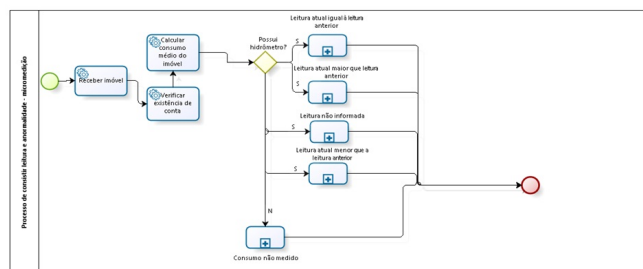 Processo de consistir leitura e anormalidade - micromedição
Receber imóvel
Calcular
consumo
médio do
imóvel
Verificar
existência de
conta
Possui
hidrômetro?
Leitura atual igual à leitura
anterior
S
Leitura atual maior que leitura
anterior
S
Leitura não informada
S
Leitura atual menor que a
leitura anterior
S
N
Consumo não medido